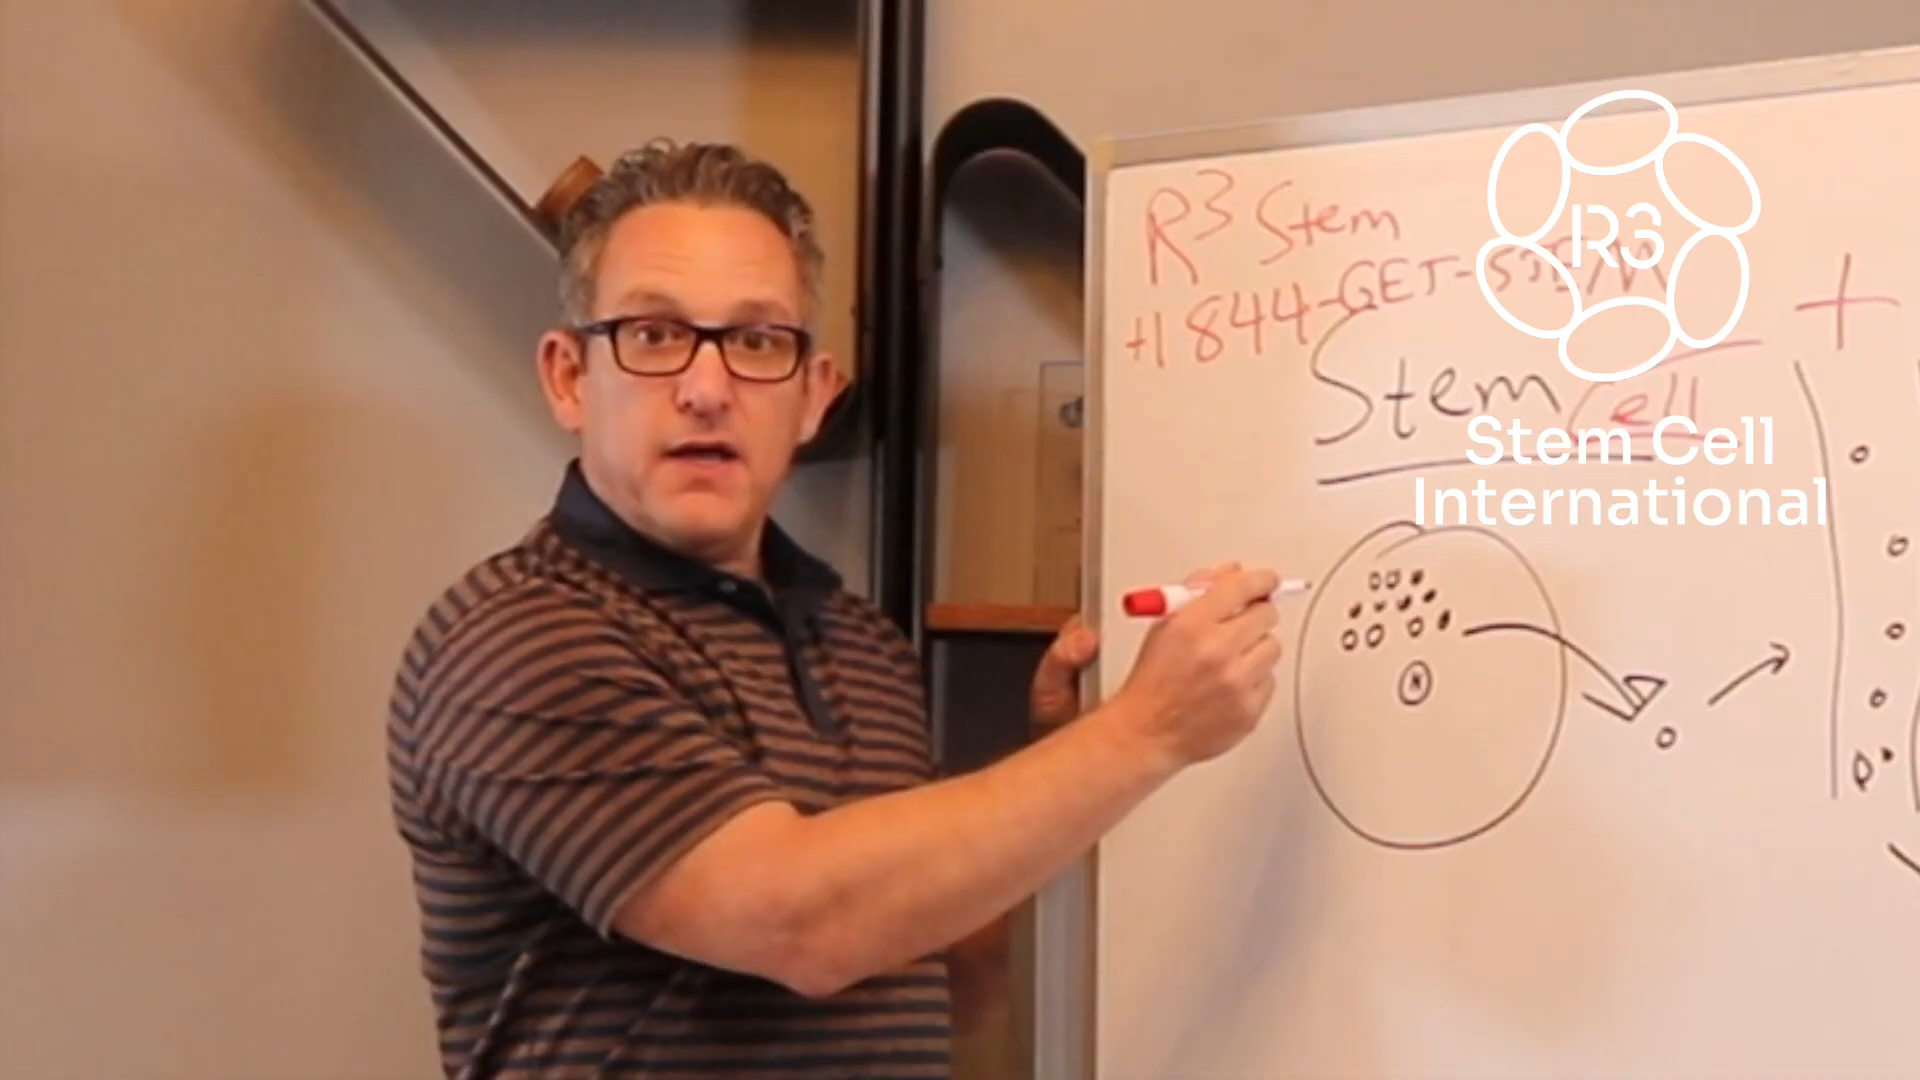 R3 Stem
+1 844-GET-STEM
Stem Cell
+
R3
Stem Cell
International